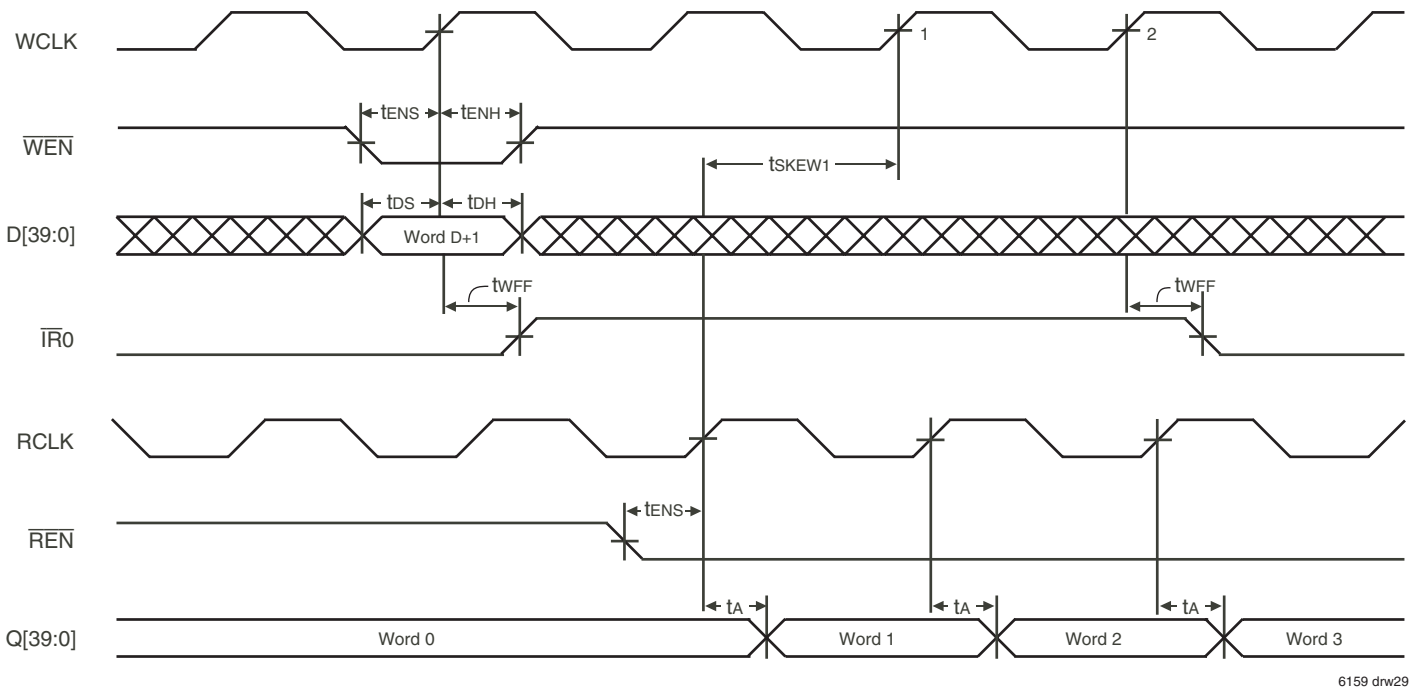 WCLK
1
2
tENS
tENH
WEN
tSKEW1
tDS
tDH
D[39:0]
Word D+1
tWFF
tWFF
IR0
RCLK
tENS
REN
tA
tA
tA
Q[39:0]
Word 0
Word 1
Word 2
Word 3
6159 drw29